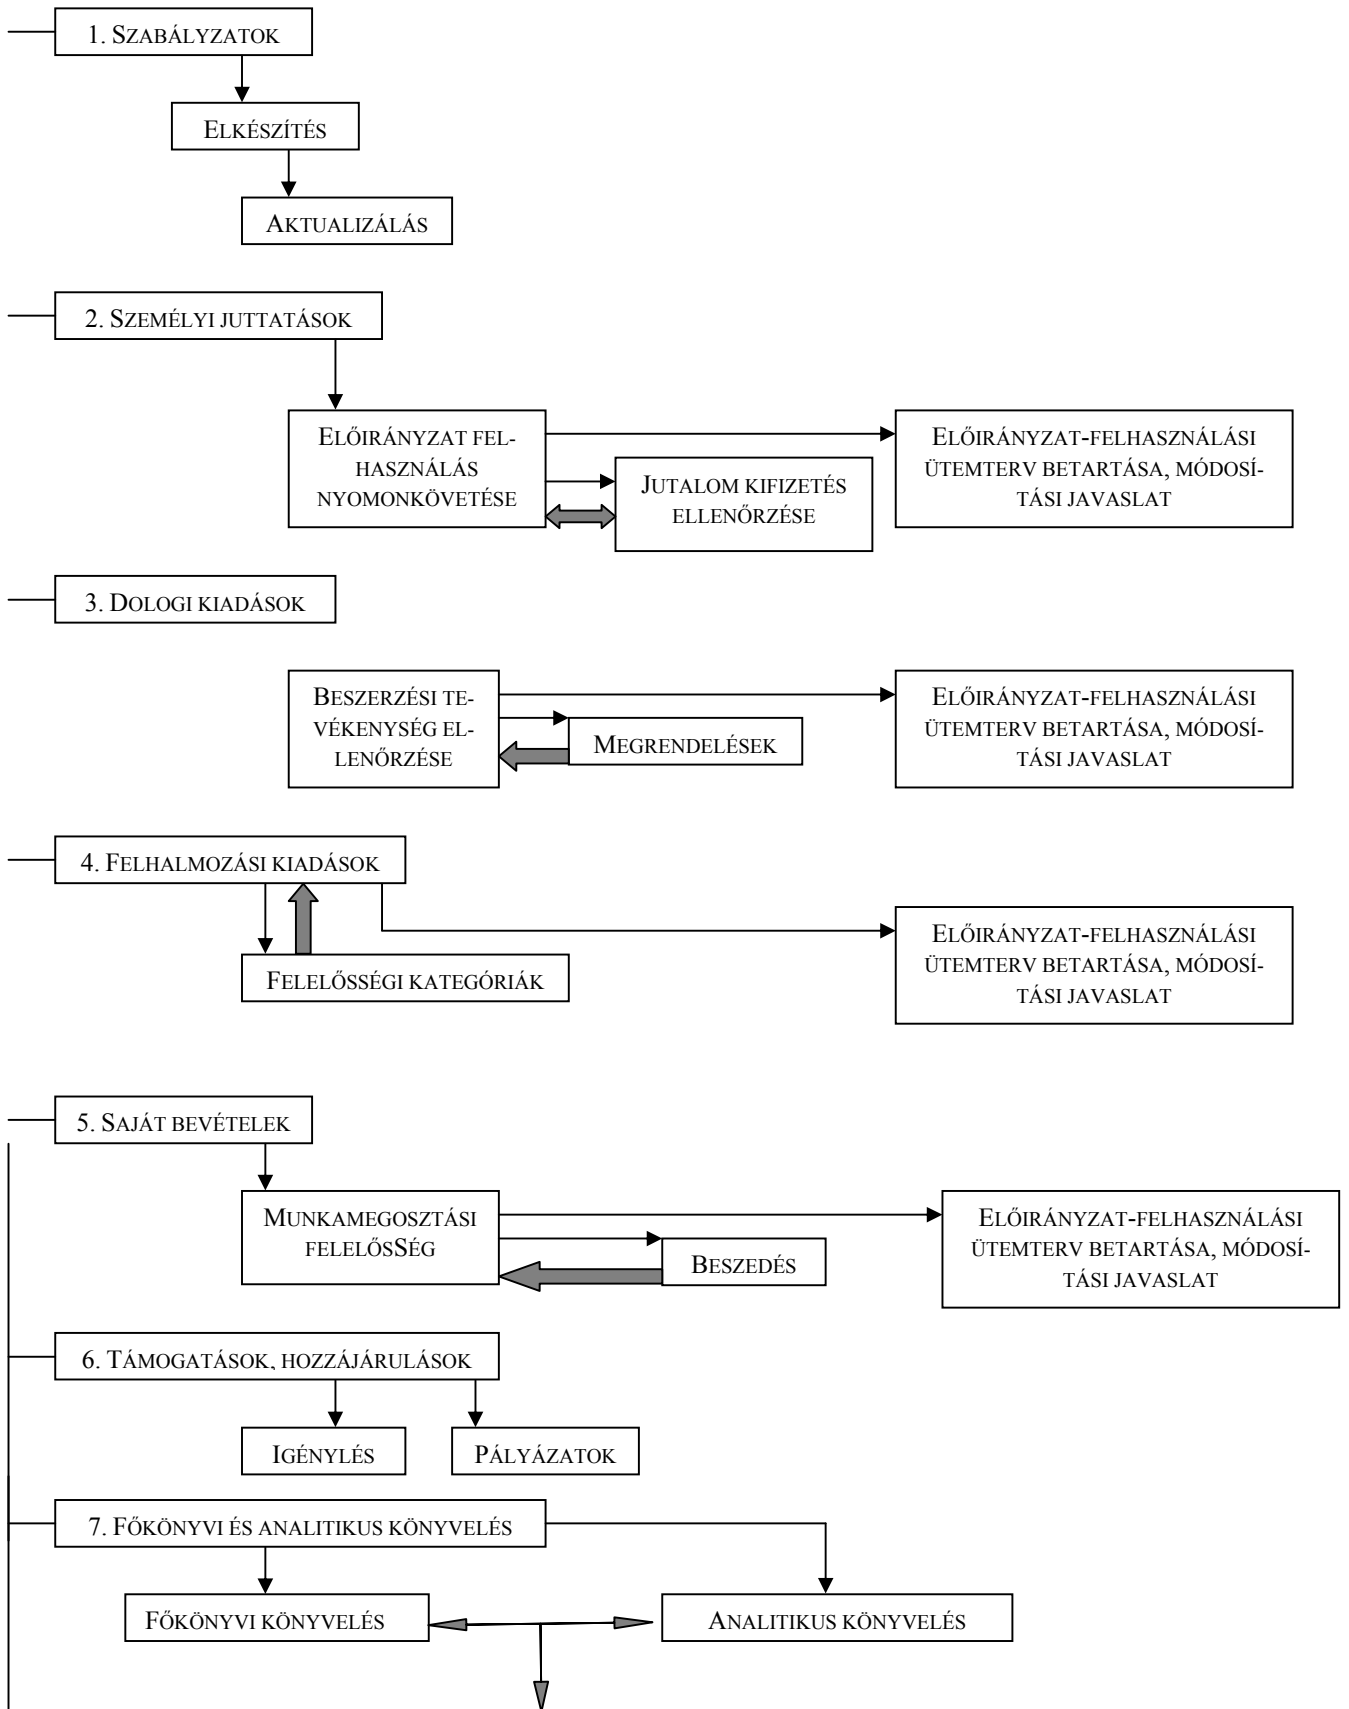 1. Szabályzatok
Elkészítés
Aktualizálás
2. Személyi juttatások
Előirányzat fel-
használás
nyomonkövetése
Jutalom kifizetés
ellenőrzése
Előirányzat-felhasználási
ütemterv betartása, módosí-
tási javaslat
3. Dologi kiadások
Beszerzési te-
vékenység el-
lenőrzése
Megrendelések
Előirányzat-felhasználási
ütemterv betartása, módosí-
tási javaslat
4. Felhalmozási kiadások
Felelősségi kategóriák
Előirányzat-felhasználási
ütemterv betartása, módosí-
tási javaslat
5. Saját bevételek
Munkamegosztási
felelősSég
Beszedés
Előirányzat-felhasználási
ütemterv betartása, módosí-
tási javaslat
6. Támogatások, hozzájárulások
Igénylés
Pályázatok
7. Főkönyvi és analitikus könyvelés
Főkönyvi könyvelés
Analitikus könyvelés